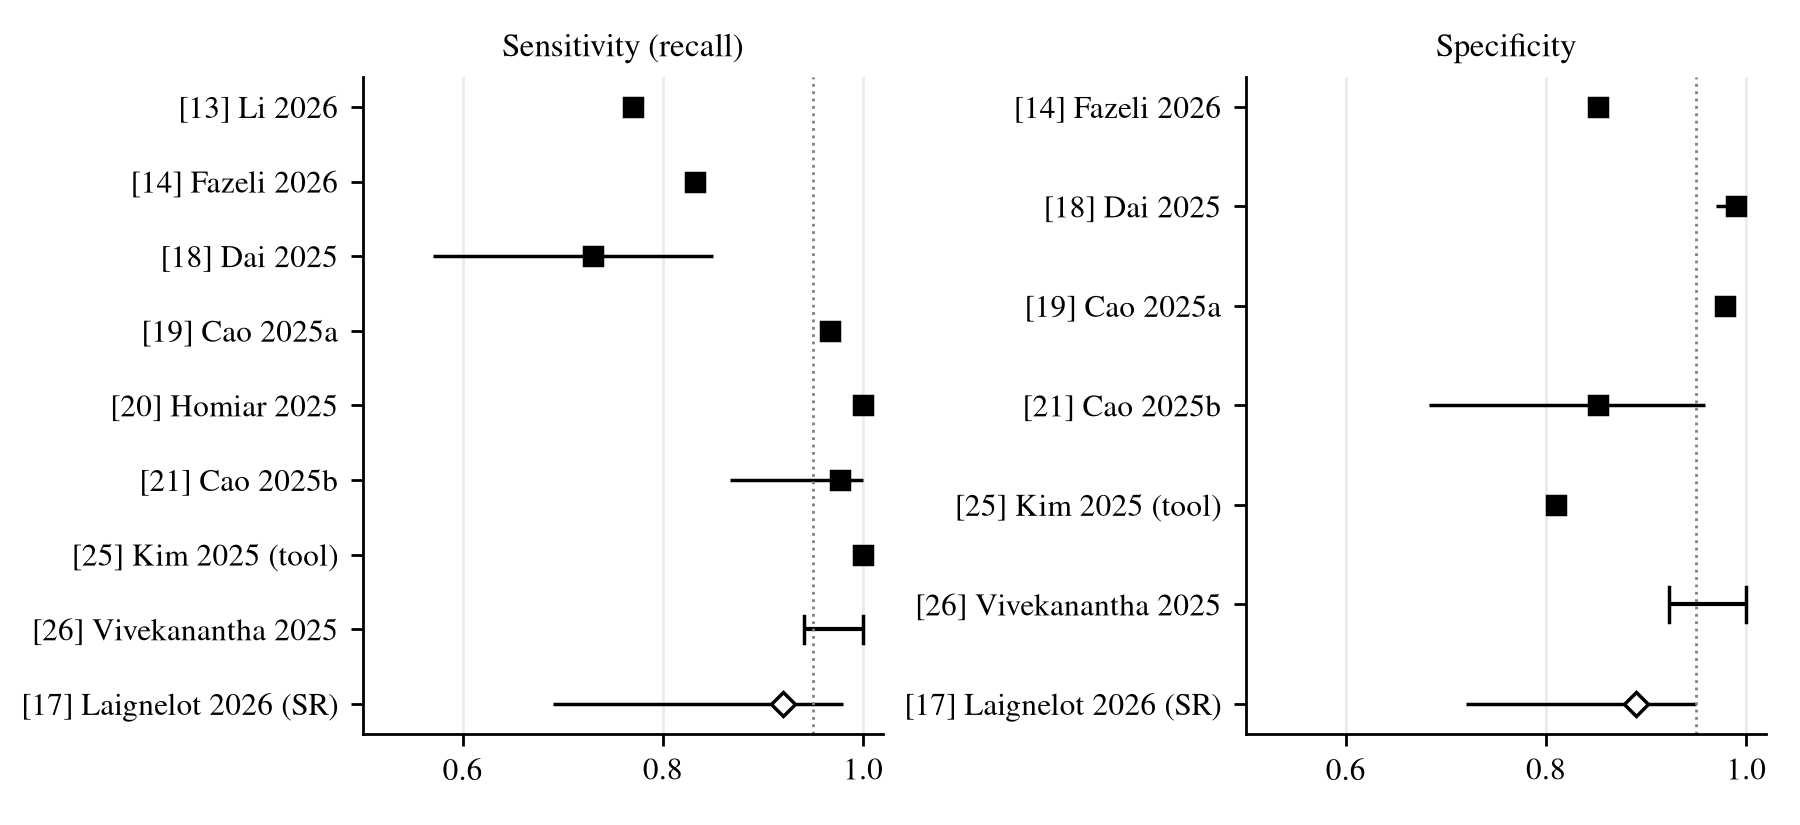 Sensitivity (recall)
[13] Li 2026
[14] Fazeli 2026
[18] Dai 2025
[19] Cao 2025a
[20] Homiar 2025
[21] Cao 2025b
[25] Kim 2025 (tool)
[26] Vivekanantha 2025
[17] Laignelot 2026 (SR)
0.6 0.8 1.0
Specificity
[14] Fazeli 2026
[18] Dai 2025
[19] Cao 2025a
[21] Cao 2025b
[25] Kim 2025 (tool)
[26] Vivekanantha 2025
[17] Laignelot 2026 (SR)
0.6 0.8 1.0